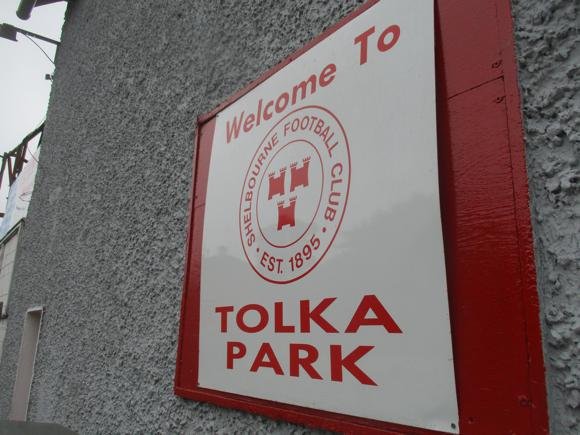 Welcome To
SHELBOURNE FOOTBALL CLUB
• EST. 1895 •
TOLKA
PARK